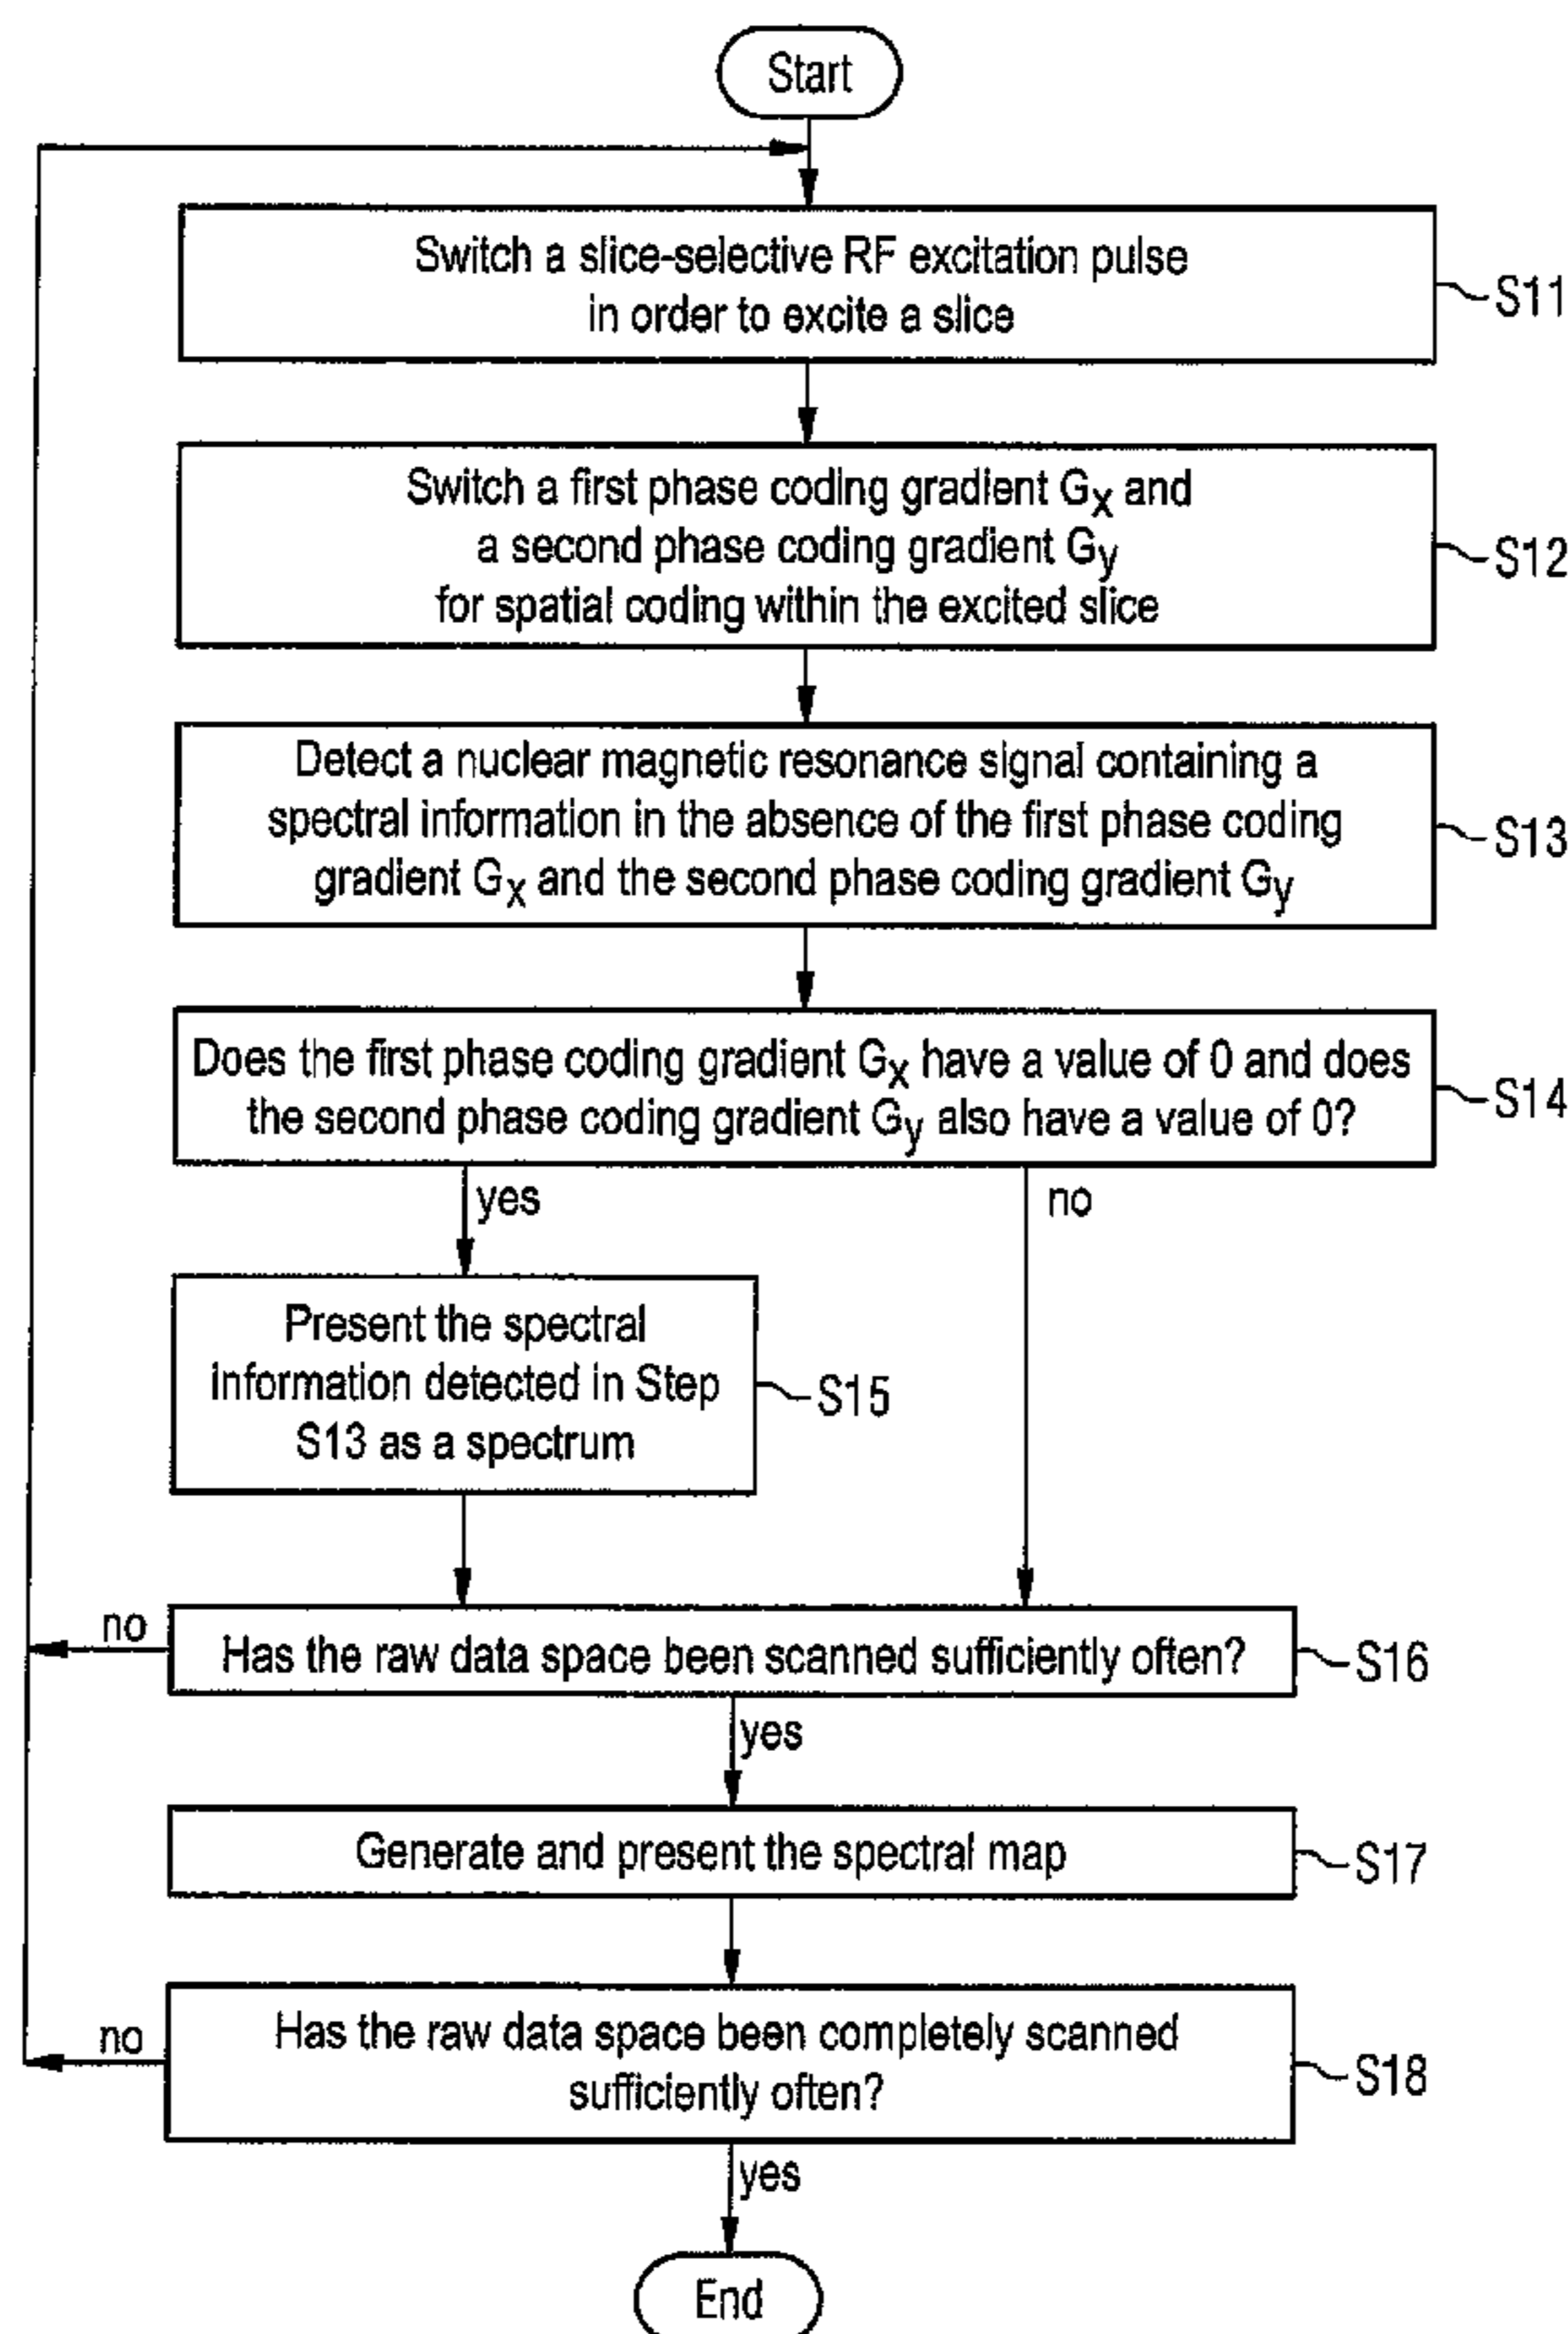 Start
Switch a slice-selective RF excitation pulse
in order to excite a slice
S11
Switch a first phase coding gradient Gx and
a second phase coding gradient Gy
for spatial coding within the excited slice
S12
Detect a nuclear magnetic resonance signal containing a
spectral information in the absence of the first phase coding
gradient Gx and the second phase coding gradient Gy
S13
Does the first phase coding gradient Gx have a value of 0 and does
the second phase coding gradient Gy also have a value of 0?
S14
yes
no
Present the spectral
information detected in Step
S13 as a spectrum
S15
no
Has the raw data space been scanned sufficiently often?
S16
yes
Generate and present the spectral map
S17
no
Has the raw data space been completely scanned
sufficiently often?
S18
yes
End